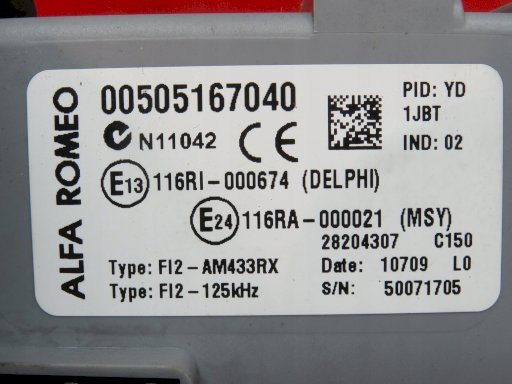 ALFA ROMEO
00505167040
PID: YD
1JBT
N11042 CE
IND: 02
E13 116RI-000674 (DELPHI)
E24 116RA-000021 (MSY)
28204307 C150
Type: FI2-AM433RX Date: 10709 L0
Type: FI2-125kHz S/N: 50071705